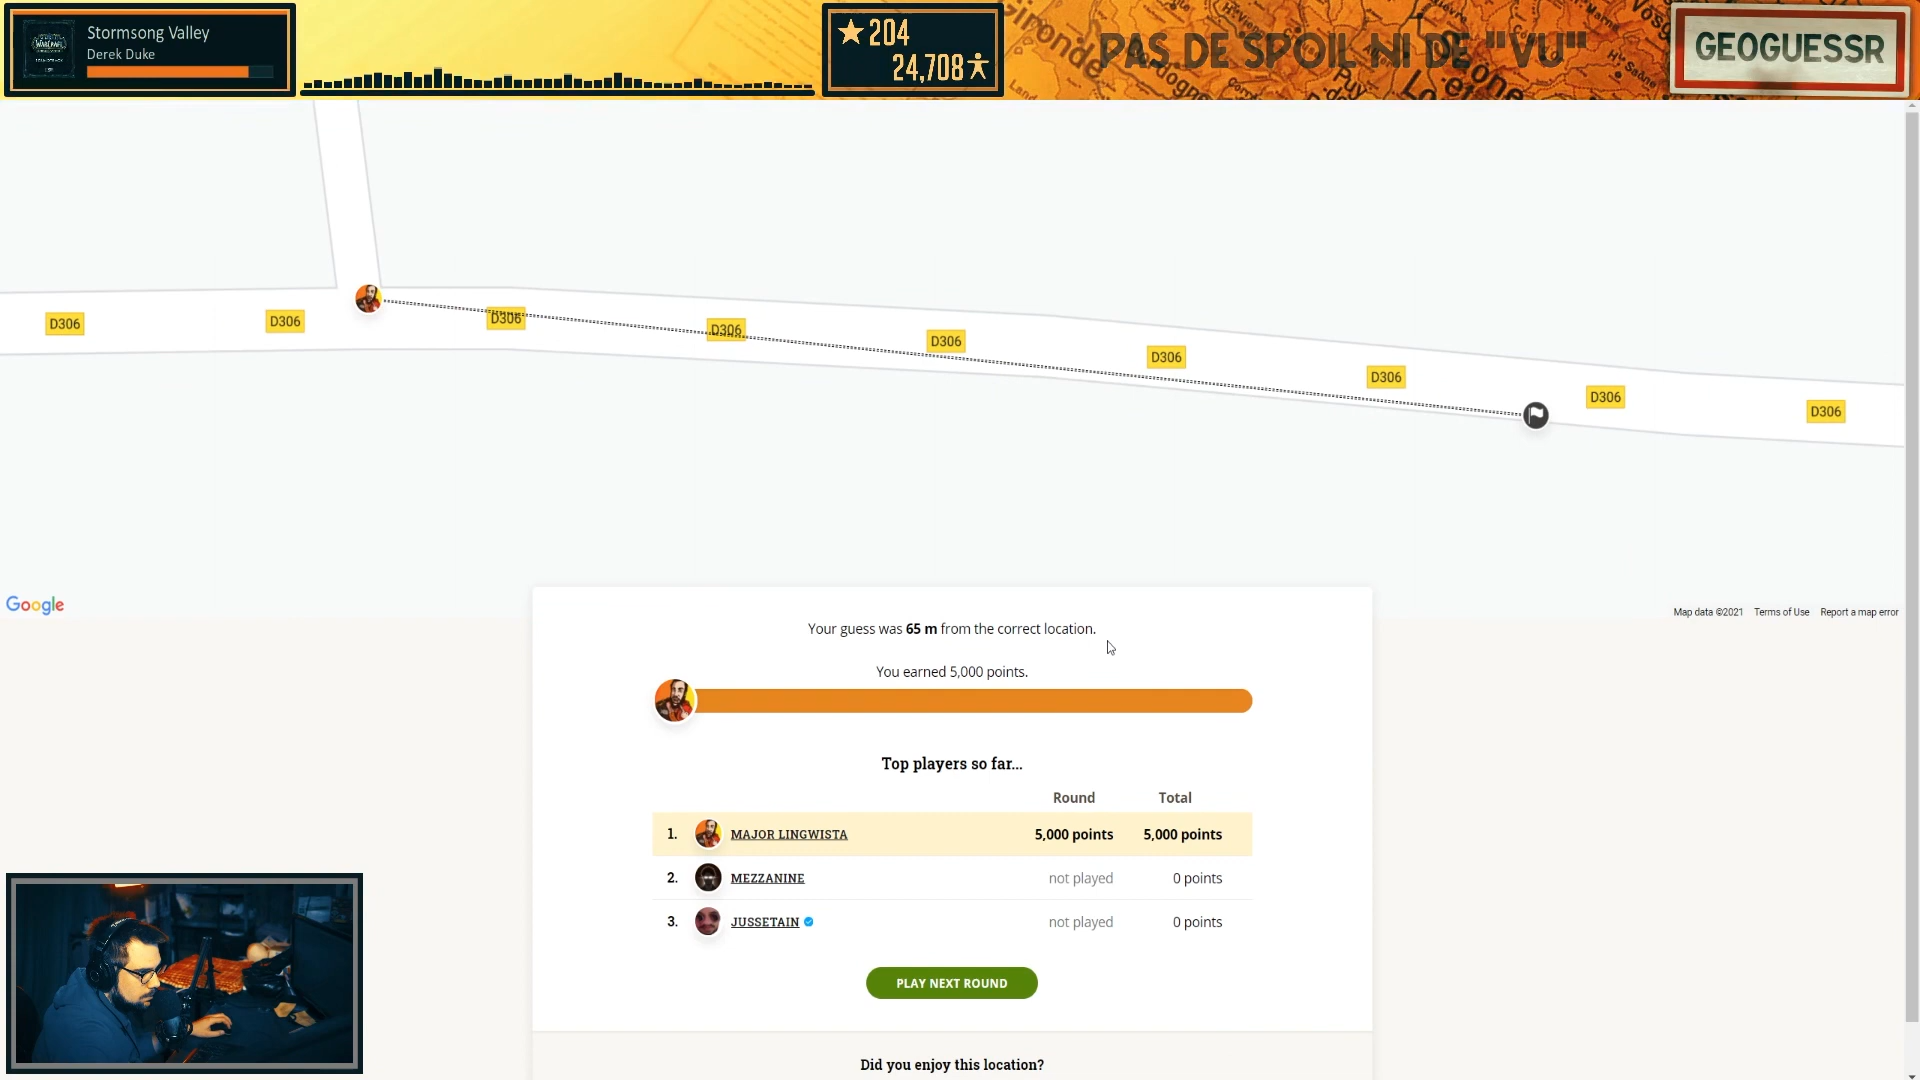 Stormsong Valley
Derek Duke
204
24,708
PAS DE SPOIL NI DE "VU"
GEOGUESSR
Gironde
Puy
D306
D306
D306
D306
D306
D306
D306
D306
D306
Google
Map data ©2021
Terms of Use
Report a map error
Your guess was 65 m from the correct location.
You earned 5,000 points.
Top players so far...
Round Total
1. MAJOR LINGWISTA 5,000 points 5,000 points
2. MEZZANINE not played 0 points
3. JUSSETAIN not played 0 points
PLAY NEXT ROUND
Did you enjoy this location?